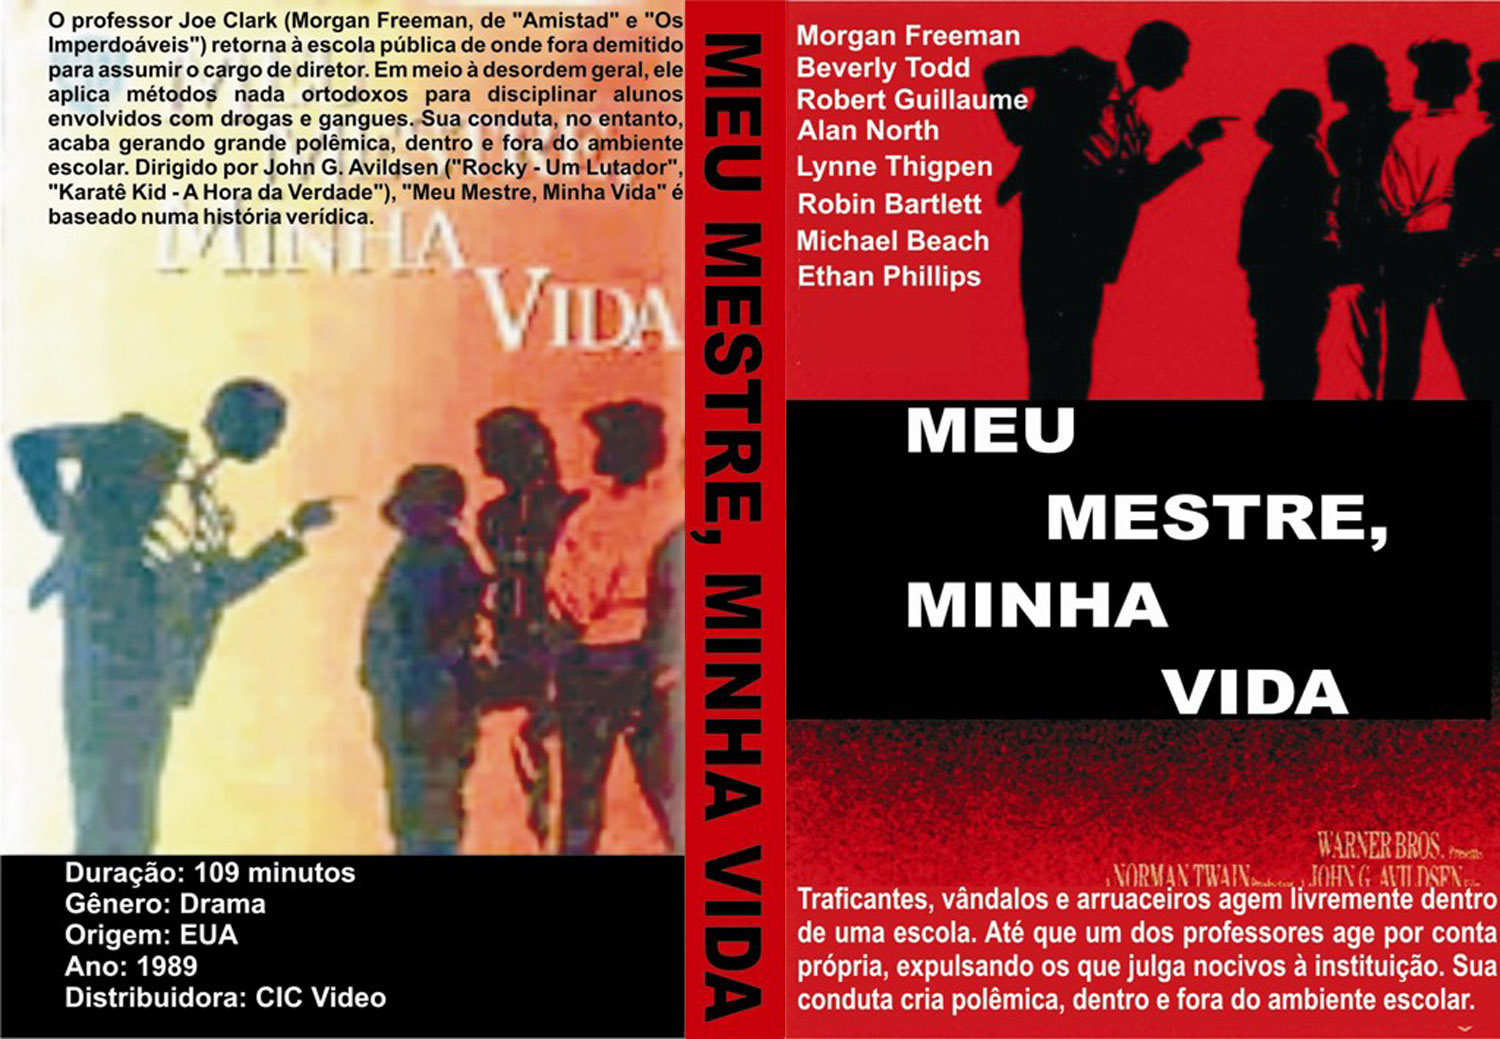 O professor Joe Clark (Morgan Freeman, de "Amistad" e "Os
Imperdoáveis") retorna à escola pública de onde fora demitido
para assumir o cargo de diretor. Em meio à desordem geral, ele
aplica métodos nada ortodoxos para disciplinar alunos
envolvidos com drogas e gangues. Sua conduta, no entanto,
acaba gerando grande polêmica, dentro e fora do ambiente
escolar. Dirigido por John G. Avildsen ("Rocky - Um Lutador",
"Karatê Kid - A Hora da Verdade"), "Meu Mestre, Minha Vida" é
baseado numa história verídica.
MINHA
VIDA
Duração: 109 minutos
Gênero: Drama
Origem: EUA
Ano: 1989
Distribuidora: CIC Video
MEU MESTRE, MINHA VIDA
Morgan Freeman
Beverly Todd
Robert Guillaume
Alan North
Lynne Thigpen
Robin Bartlett
Michael Beach
Ethan Phillips
MEU
MESTRE,
MINHA
VIDA
WARNER BROS. Presents
NORMAN TWAIN JOHN G. AVILDSEN
Traficantes, vândalos e arruaceiros agem livremente dentro
de uma escola. Até que um dos professores age por conta
própria, expulsando os que julga nocivos à instituição. Sua
conduta cria polêmica, dentro e fora do ambiente escolar.